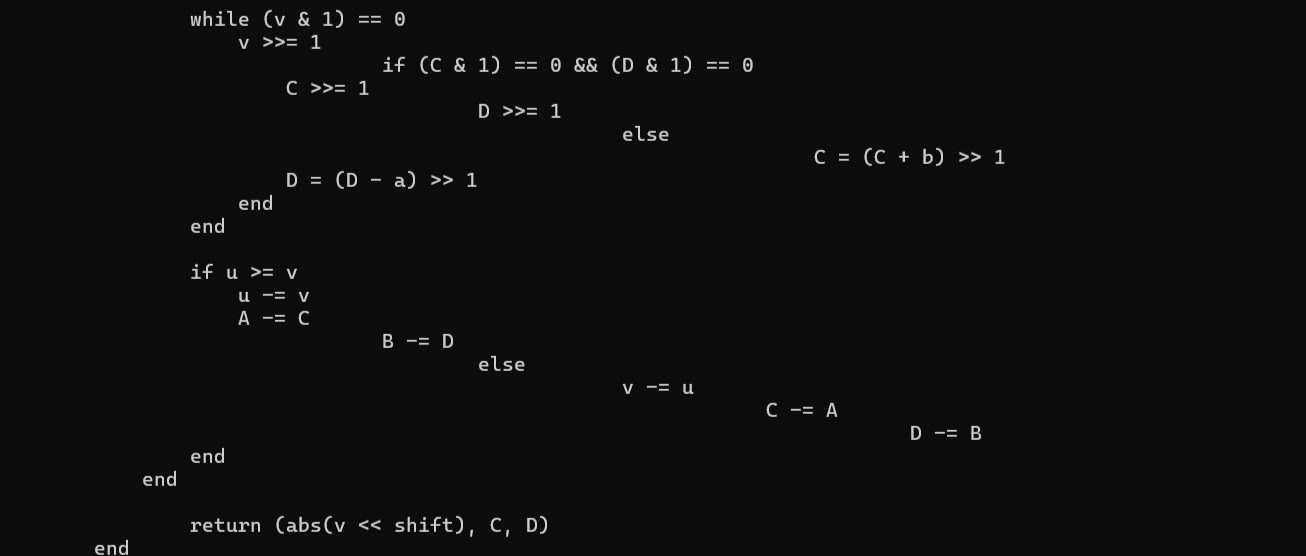 while (v & 1) == 0
v >>= 1
if (C & 1) == 0 && (D & 1) == 0
C >>= 1
D >>= 1
else
C = (C + b) >> 1
D = (D - a) >> 1
end
end
if u >= v
u -= v
A -= C
B -= D
else
v -= u
C -= A
D -= B
end
end
return (abs(v << shift), C, D)
end